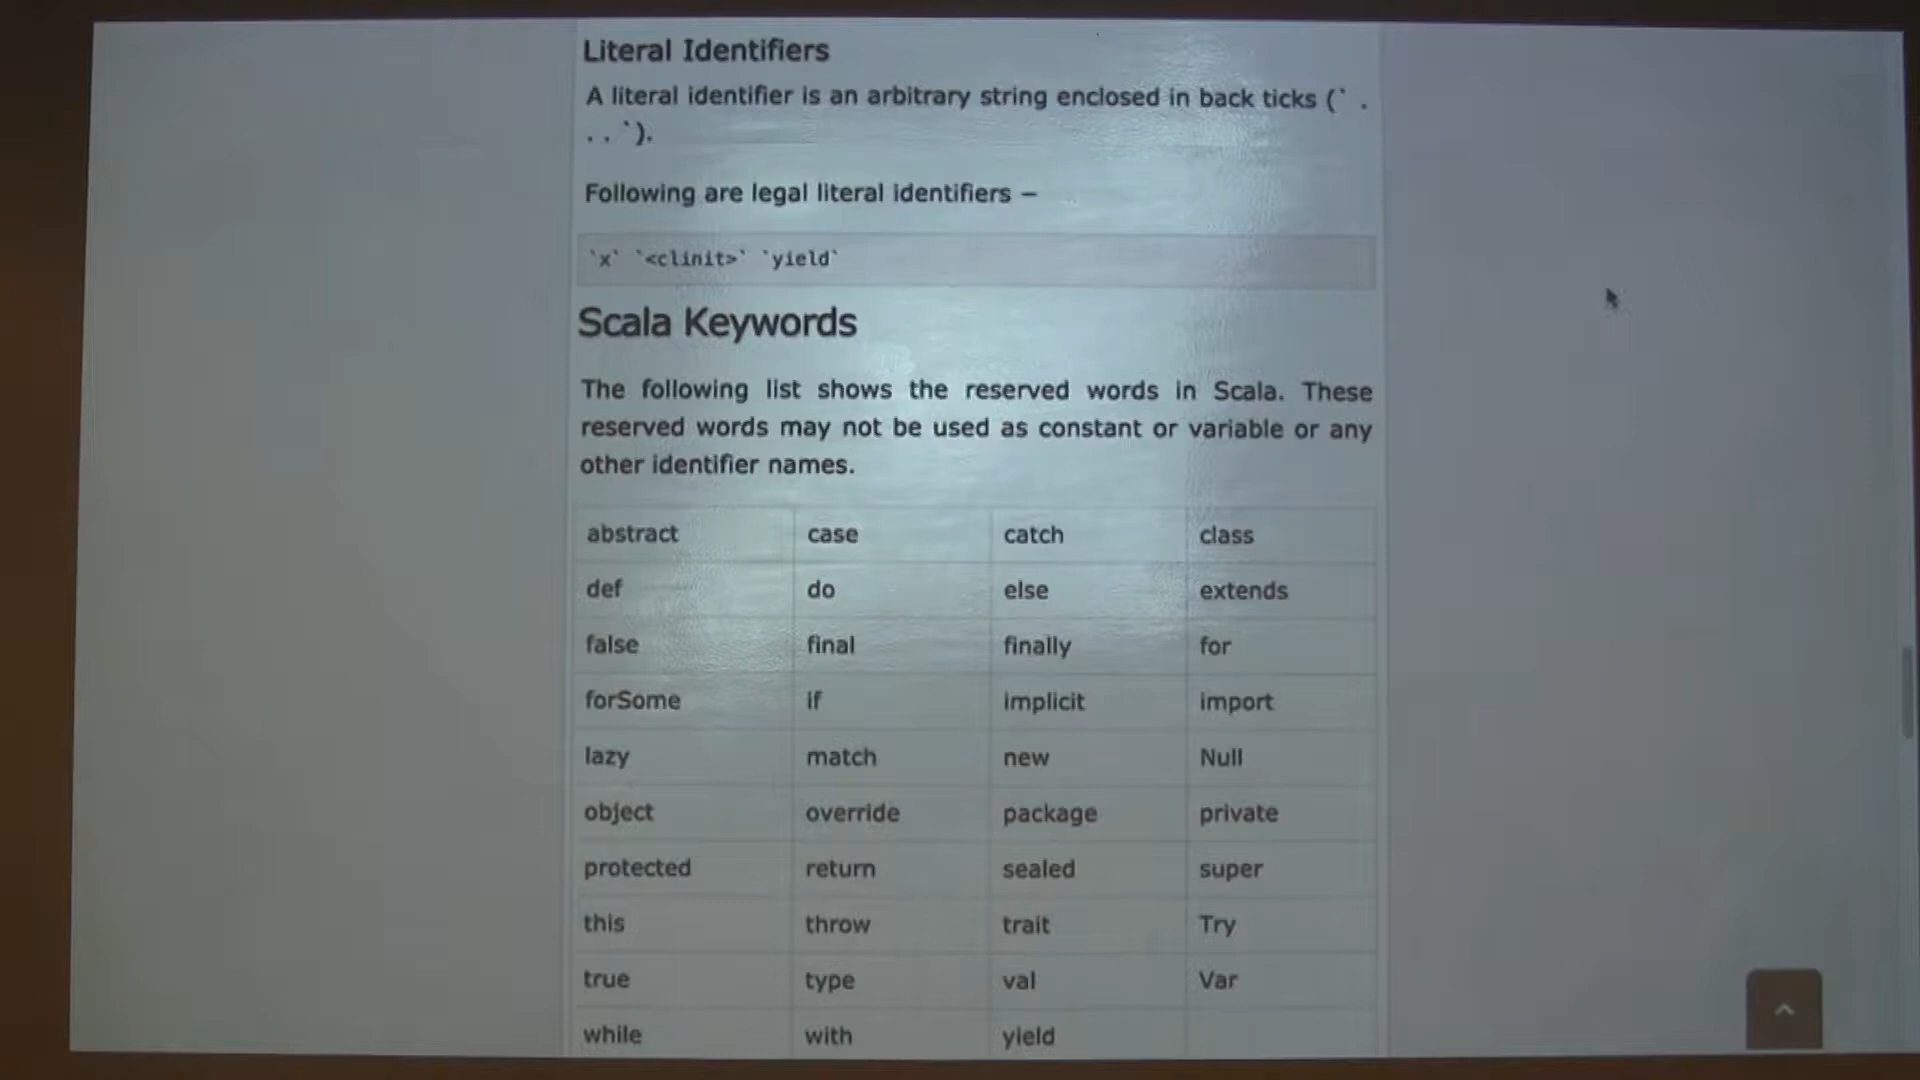 Literal Identifiers
A literal identifier is an arbitrary string enclosed in back ticks (` .
. . `).
Following are legal literal identifiers –
`x` `<clinit>` `yield`
Scala Keywords
The following list shows the reserved words in Scala. These
reserved words may not be used as constant or variable or any
other identifier names.
abstract case catch class
def do else extends
false final finally for
forSome if implicit import
lazy match new Null
object override package private
protected return sealed super
this throw trait Try
true type val Var
while with yield